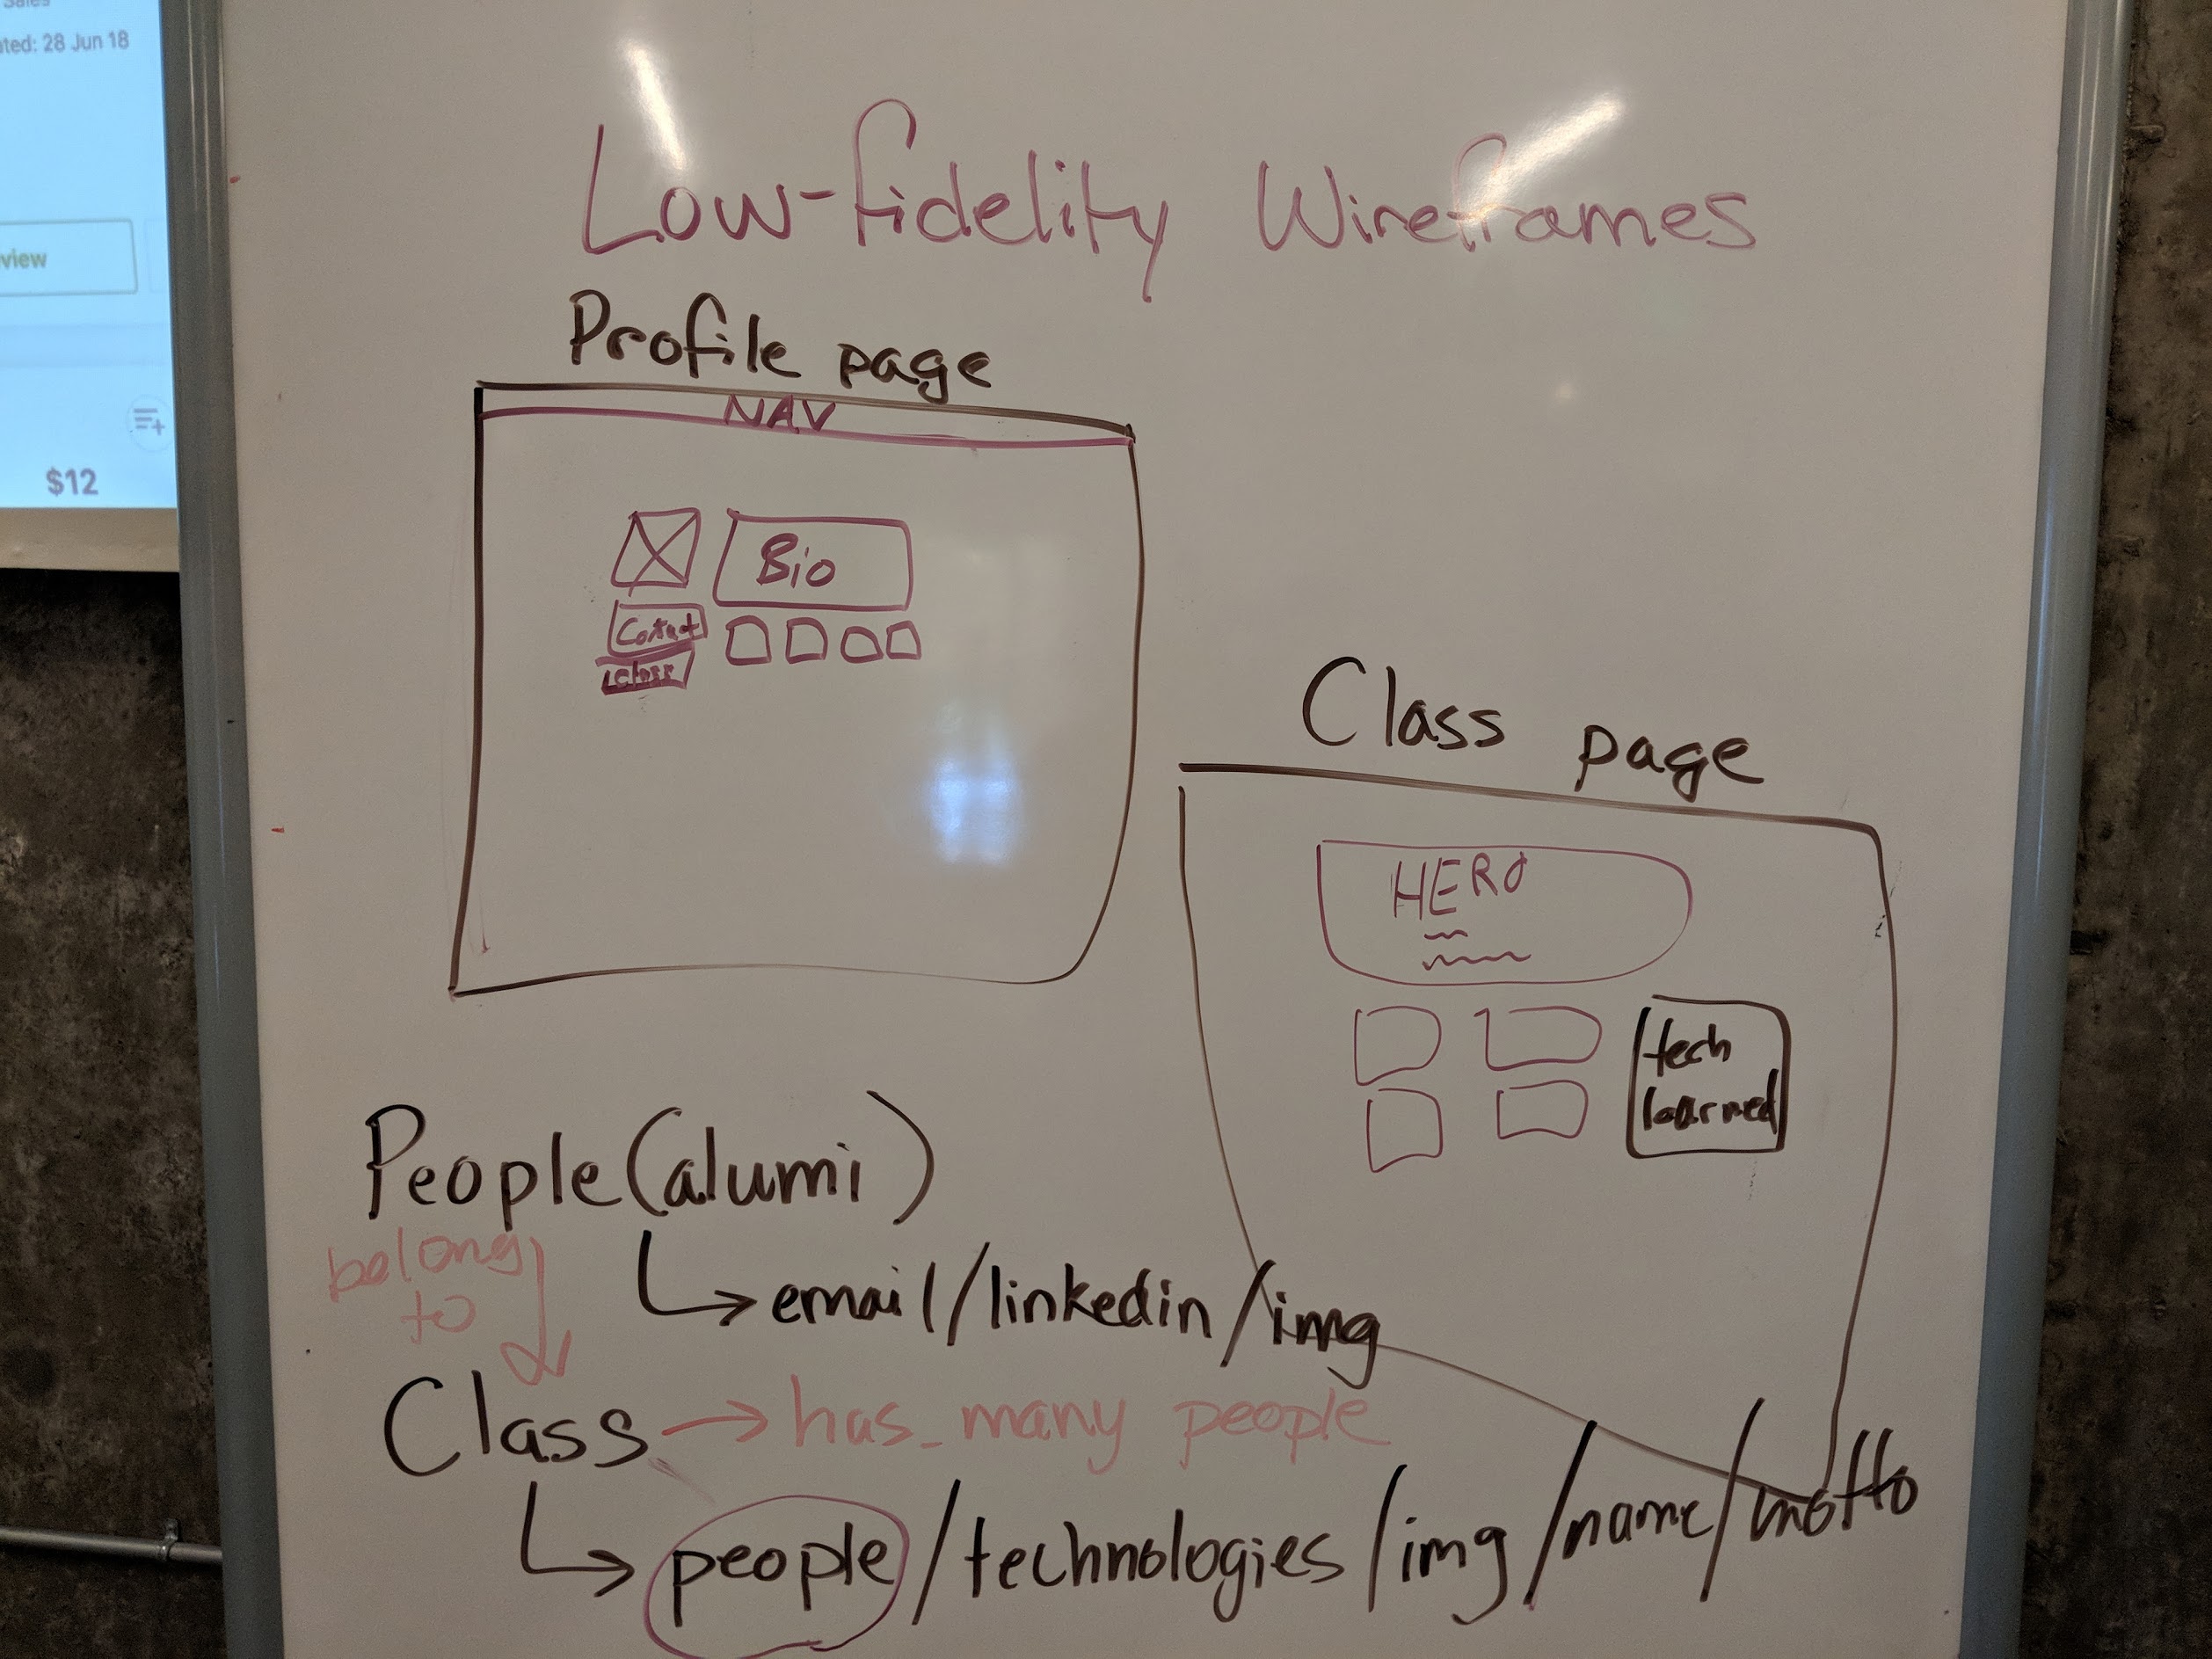 Sales
ated: 28 Jun 18
view
$12
Low-fidelity Wireframes
Profile page
NAV
Bio
Contact
Class
Class page
HERO
tech
learned
People (alumi)
belong
to
email/linkedin/img
Class → has_many people
people/technologies/img/name/motto